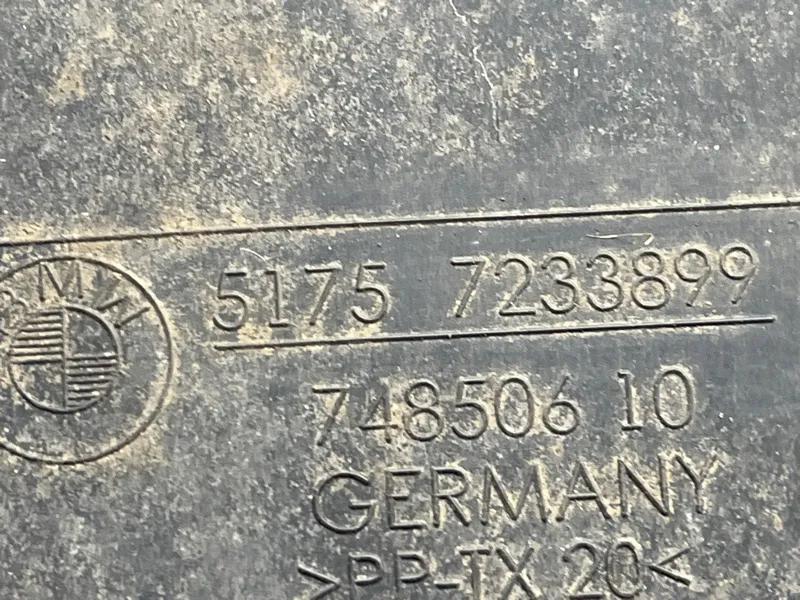 BMW
5175 7233899
748506 10
GERMANY
>PP-TX 20<